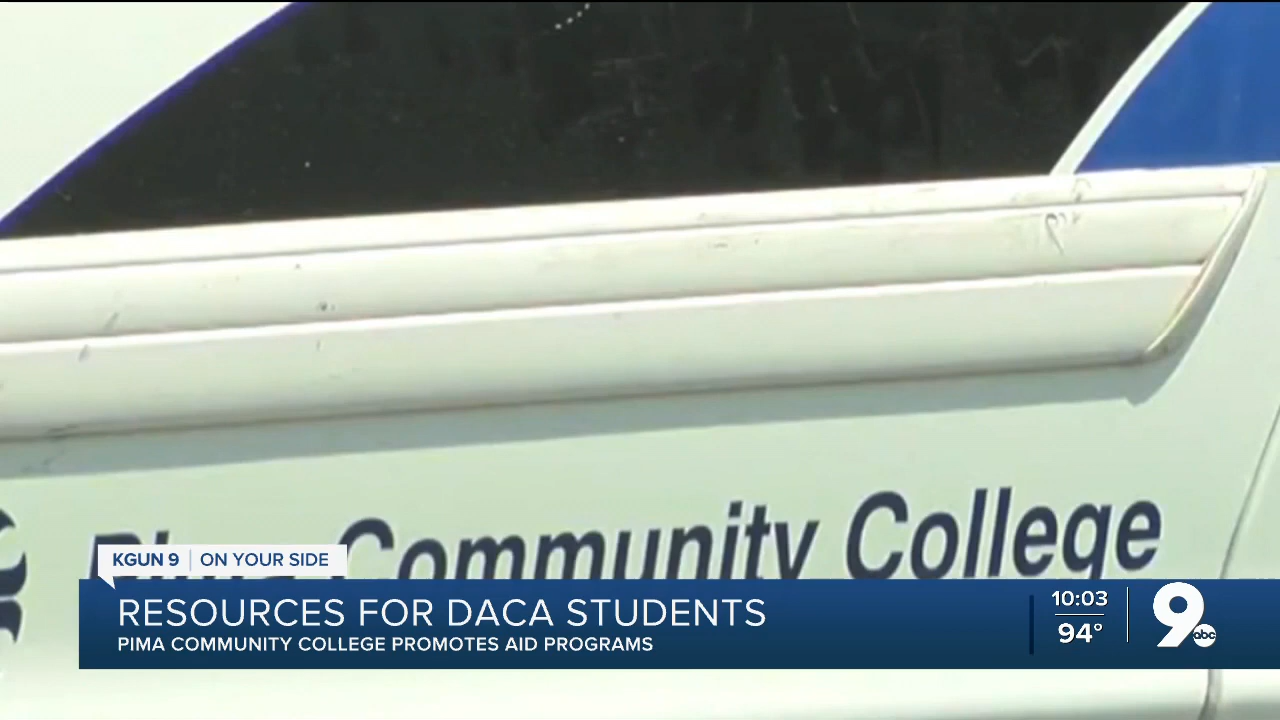 Pima Community College
KGUN 9 | ON YOUR SIDE
RESOURCES FOR DACA STUDENTS
PIMA COMMUNITY COLLEGE PROMOTES AID PROGRAMS
10:03
94°
9
abc